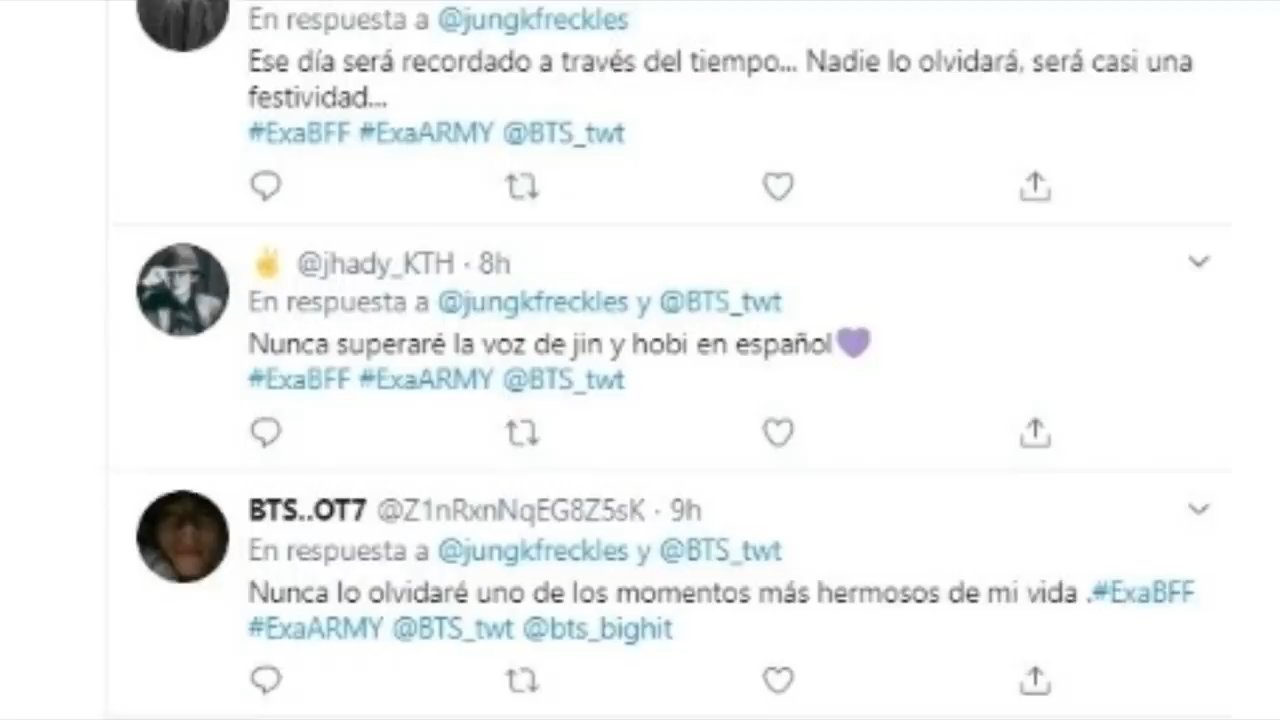 En respuesta a @jungkfreckles
Ese día será recordado a través del tiempo... Nadie lo olvidará, será casi una
festividad...
#ExaBFF #ExaARMY @BTS_twt
@jhady_KTH · 8h
En respuesta a @jungkfreckles y @BTS_twt
Nunca superaré la voz de jin y hobi en español💜
#ExaBFF #ExaARMY @BTS_twt
BTS..OT7 @Z1nRxnNqEG8Z5sK · 9h
En respuesta a @jungkfreckles y @BTS_twt
Nunca lo olvidaré uno de los momentos más hermosos de mi vida .#ExaBFF
#ExaARMY @BTS_twt @bts_bighit